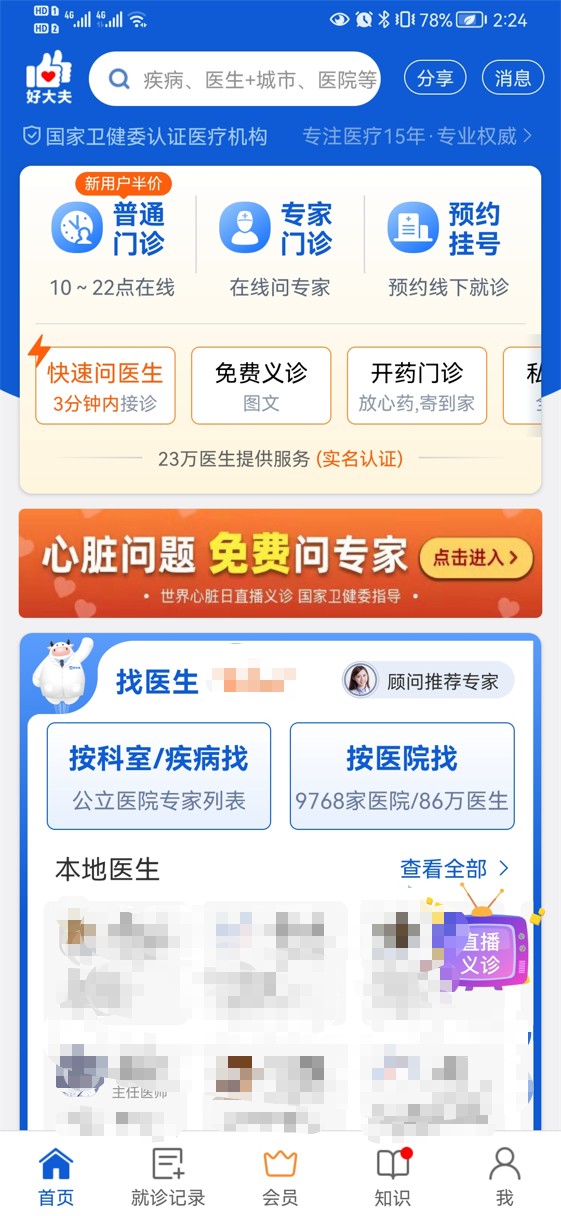 HD 1 4G 4G 78% 2:24
HD 2
好大夫
疾病、医生+城市、医院等
分享
消息
国家卫健委认证医疗机构
专注医疗15年·专业权威
新用户半价
普通
门诊
10~22点在线
专家
门诊
在线问专家
预约
挂号
预约线下就诊
快速问医生
3分钟内接诊
免费义诊
图文
开药门诊
放心药,寄到家
23万医生提供服务 (实名认证)
心脏问题 免费问专家
点击进入
• 世界心脏日直播义诊 国家卫健委指导 •
找医生
顾问推荐专家
按科室/疾病找
公立医院专家列表
按医院找
9768家医院/86万医生
本地医生
查看全部
直播
义诊
主任医师
首页
就诊记录
会员
知识
我